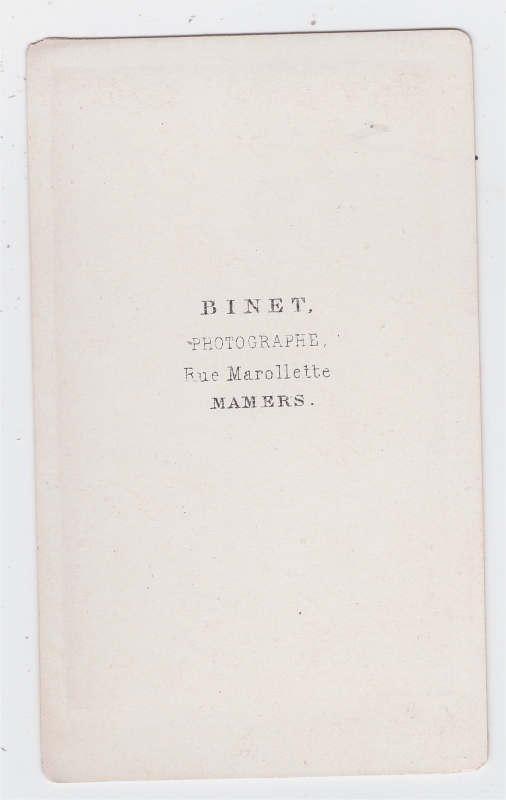 BINET,
PHOTOGRAPHE,
Rue Marollette
MAMERS.